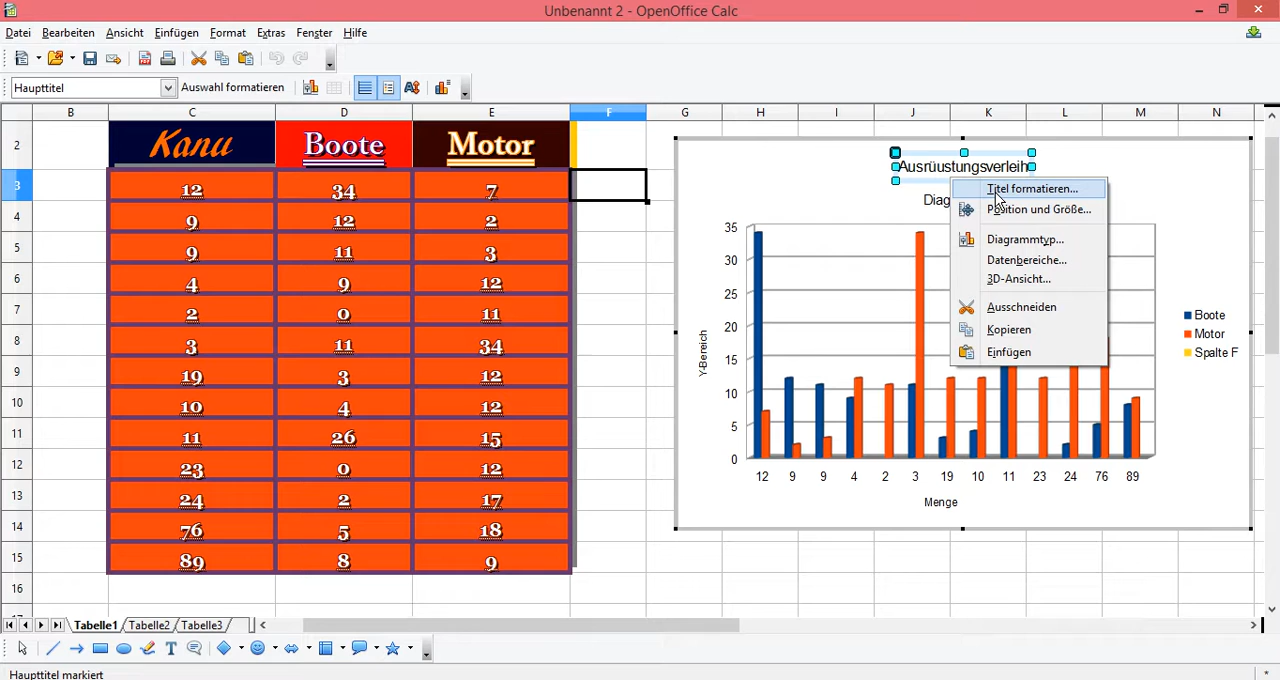 Unbenannt 2 - OpenOffice Calc
Datei Bearbeiten Ansicht Einfügen Format Extras Fenster Hilfe
Haupttitel Auswahl formatieren
B C D E F G H I J K L M N
2 Kanu Boote Motor
3 12 34 7
4 9 12 2
5 9 11 3
6 4 9 12
7 2 0 11
8 3 11 34
9 19 3 12
10 10 4 12
11 11 26 15
12 23 0 12
13 24 2 17
14 76 5 18
15 89 8 9
16
17
Ausrüustungsverleih
Diag
Titel formatieren...
Position und Größe...
Diagrammtyp...
Datenbereiche...
3D-Ansicht...
Ausschneiden
Kopieren
Einfügen
35
30
25
20
15
10
5
0
Y-Bereich
12 9 9 4 2 3 19 10 11 23 24 76 89
Menge
Boote
Motor
Spalte F
Tabelle1 Tabelle2 Tabelle3
Haupttitel markiert